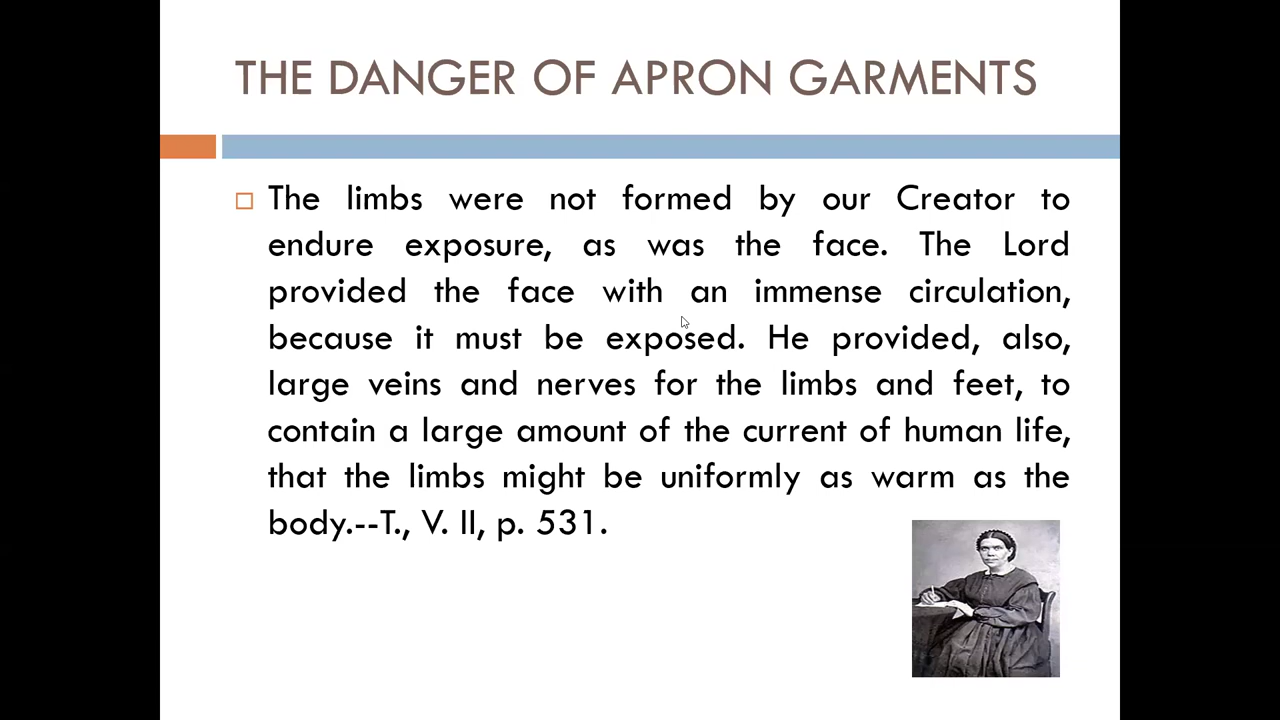 THE DANGER OF APRON GARMENTS
The limbs were not formed by our Creator to
endure exposure, as was the face. The Lord
provided the face with an immense circulation,
because it must be exposed. He provided, also,
large veins and nerves for the limbs and feet, to
contain a large amount of the current of human life,
that the limbs might be uniformly as warm as the
body.--T., V. II, p. 531.